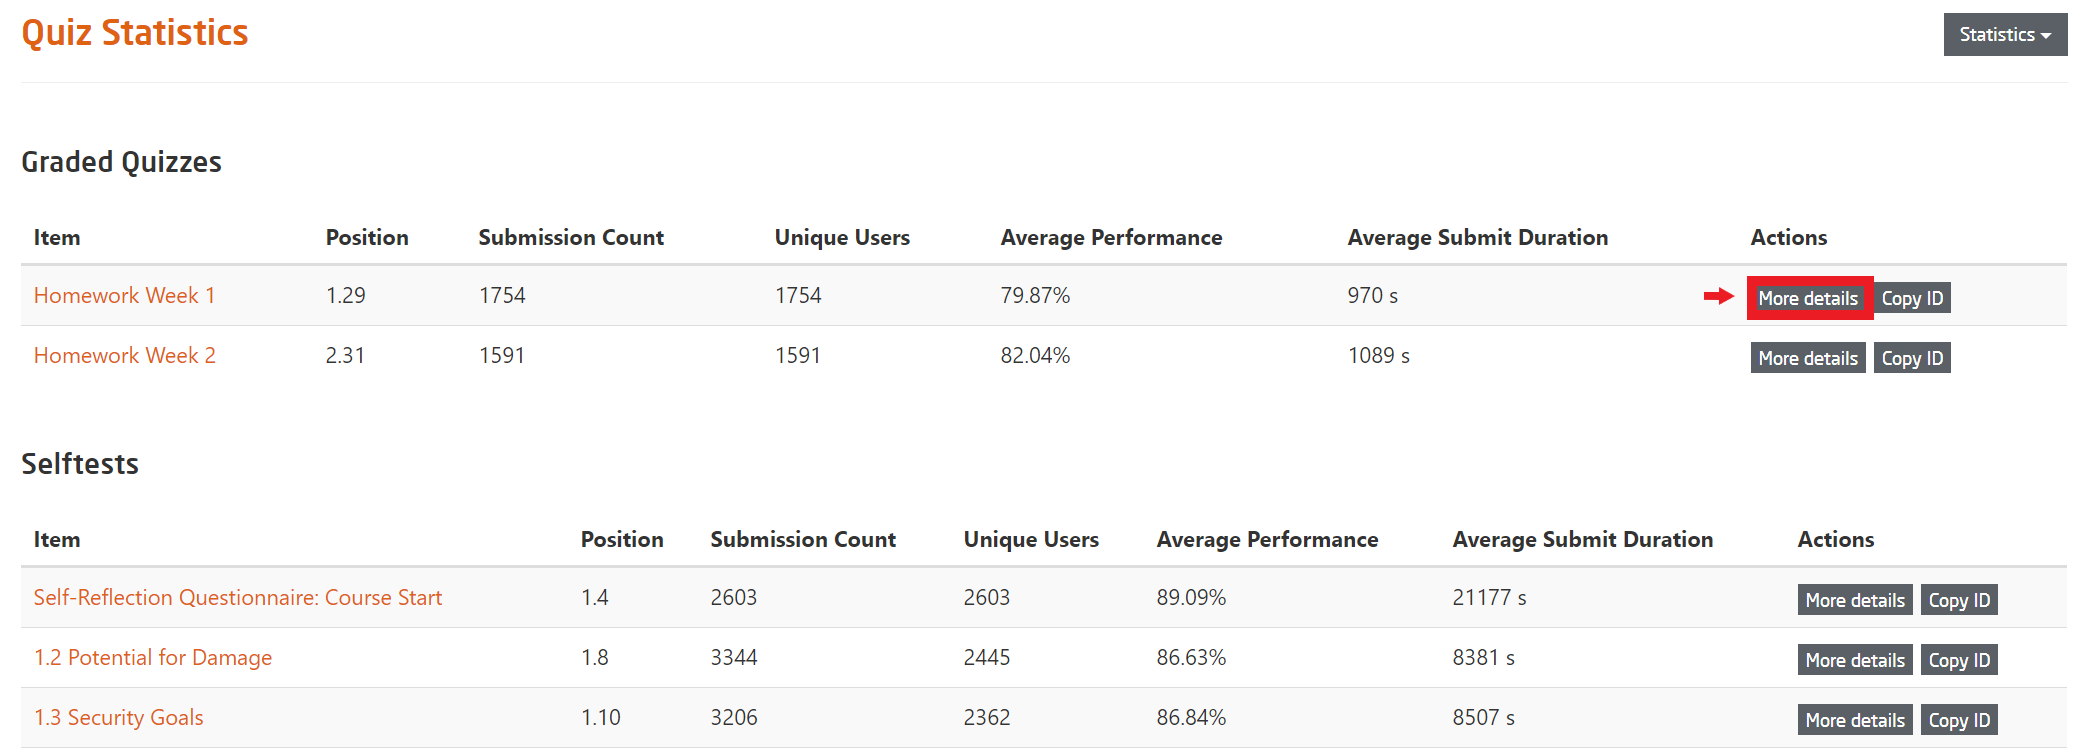 Quiz Statistics
Statistics
Graded Quizzes
Item Position Submission Count Unique Users Average Performance Average Submit Duration Actions
Homework Week 1 1.29 1754 1754 79.87% 970 s More details Copy ID
Homework Week 2 2.31 1591 1591 82.04% 1089 s More details Copy ID
Selftests
Item Position Submission Count Unique Users Average Performance Average Submit Duration Actions
Self-Reflection Questionnaire: Course Start 1.4 2603 2603 89.09% 21177 s More details Copy ID
1.2 Potential for Damage 1.8 3344 2445 86.63% 8381 s More details Copy ID
1.3 Security Goals 1.10 3206 2362 86.84% 8507 s More details Copy ID